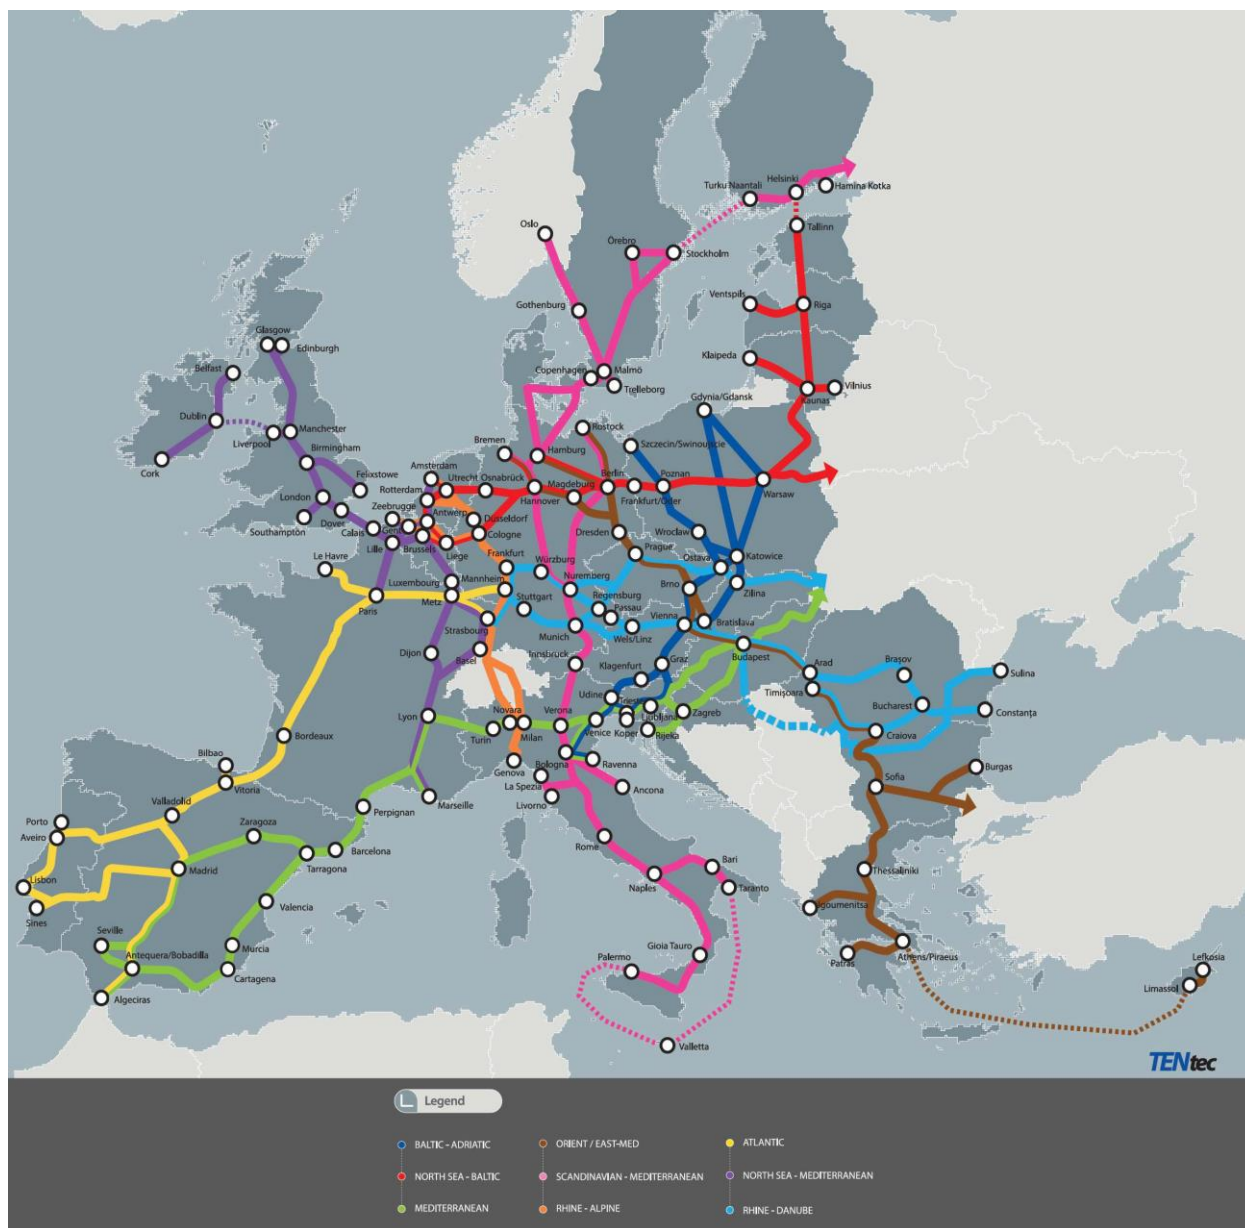 Helsinki
Turku Naantali
Hamina Kotka
Oslo
Örebro
Stockholm
Tallinn
Ventspils
Riga
Gothenburg
Glasgow
Edinburgh
Klaipeda
Belfast
Copenhagen
Malmö
Trelleborg
Vilnius
Kaunas
Gdynia/Gdansk
Dublin
Manchester
Liverpool
Rostock
Szczecin/Swinoujscie
Bremen
Hamburg
Birmingham
Cork
Felixstowe
Amsterdam
Utrecht
Osnabrück
Magdeburg
Berlin
Poznan
Rotterdam
Hannover
Frankfurt/Oder
Warsaw
London
Zeebrugge
Antwerp
Düsseldorf
Southampton
Dover
Calais
Gent
Cologne
Dresden
Wroclaw
Lille
Brussels
Liege
Prague
Katowice
Ostava
Le Havre
Frankfurt
Würzburg
Luxembourg
Mannheim
Nuremberg
Brno
Zilina
Paris
Metz
Stuttgart
Regensburg
Passau
Vienna
Bratislava
Strasbourg
Munich
Wels/Linz
Dijon
Basel
Innsbruck
Klagenfurt
Graz
Budapest
Arad
Braşov
Sulina
Udine
Trieste
Timişoara
Bucharest
Constanţa
Lyon
Novara
Verona
Ljubljana
Zagreb
Turin
Milan
Venice
Koper
Rijeka
Craiova
Bordeaux
Bilbao
Genova
Bologna
Ravenna
Burgas
Vitoria
La Spezia
Ancona
Sofia
Valladolid
Perpignan
Marseille
Livorno
Porto
Aveiro
Zaragoza
Rome
Barcelona
Madrid
Tarragona
Bari
Thessaliniki
Lisbon
Naples
Taranto
Sines
Valencia
Igoumenitsa
Seville
Murcia
Gioia Tauro
Patras
Athens/Piraeus
Antequera/Bobadilla
Cartagena
Palermo
Lefkosia
Limassol
Algeciras
Valletta
TENtec
Legend
BALTIC - ADRIATIC
ORIENT / EAST-MED
ATLANTIC
NORTH SEA - BALTIC
SCANDINAVIAN - MEDITERRANEAN
NORTH SEA - MEDITERRANEAN
MEDITERRANEAN
RHINE - ALPINE
RHINE - DANUBE